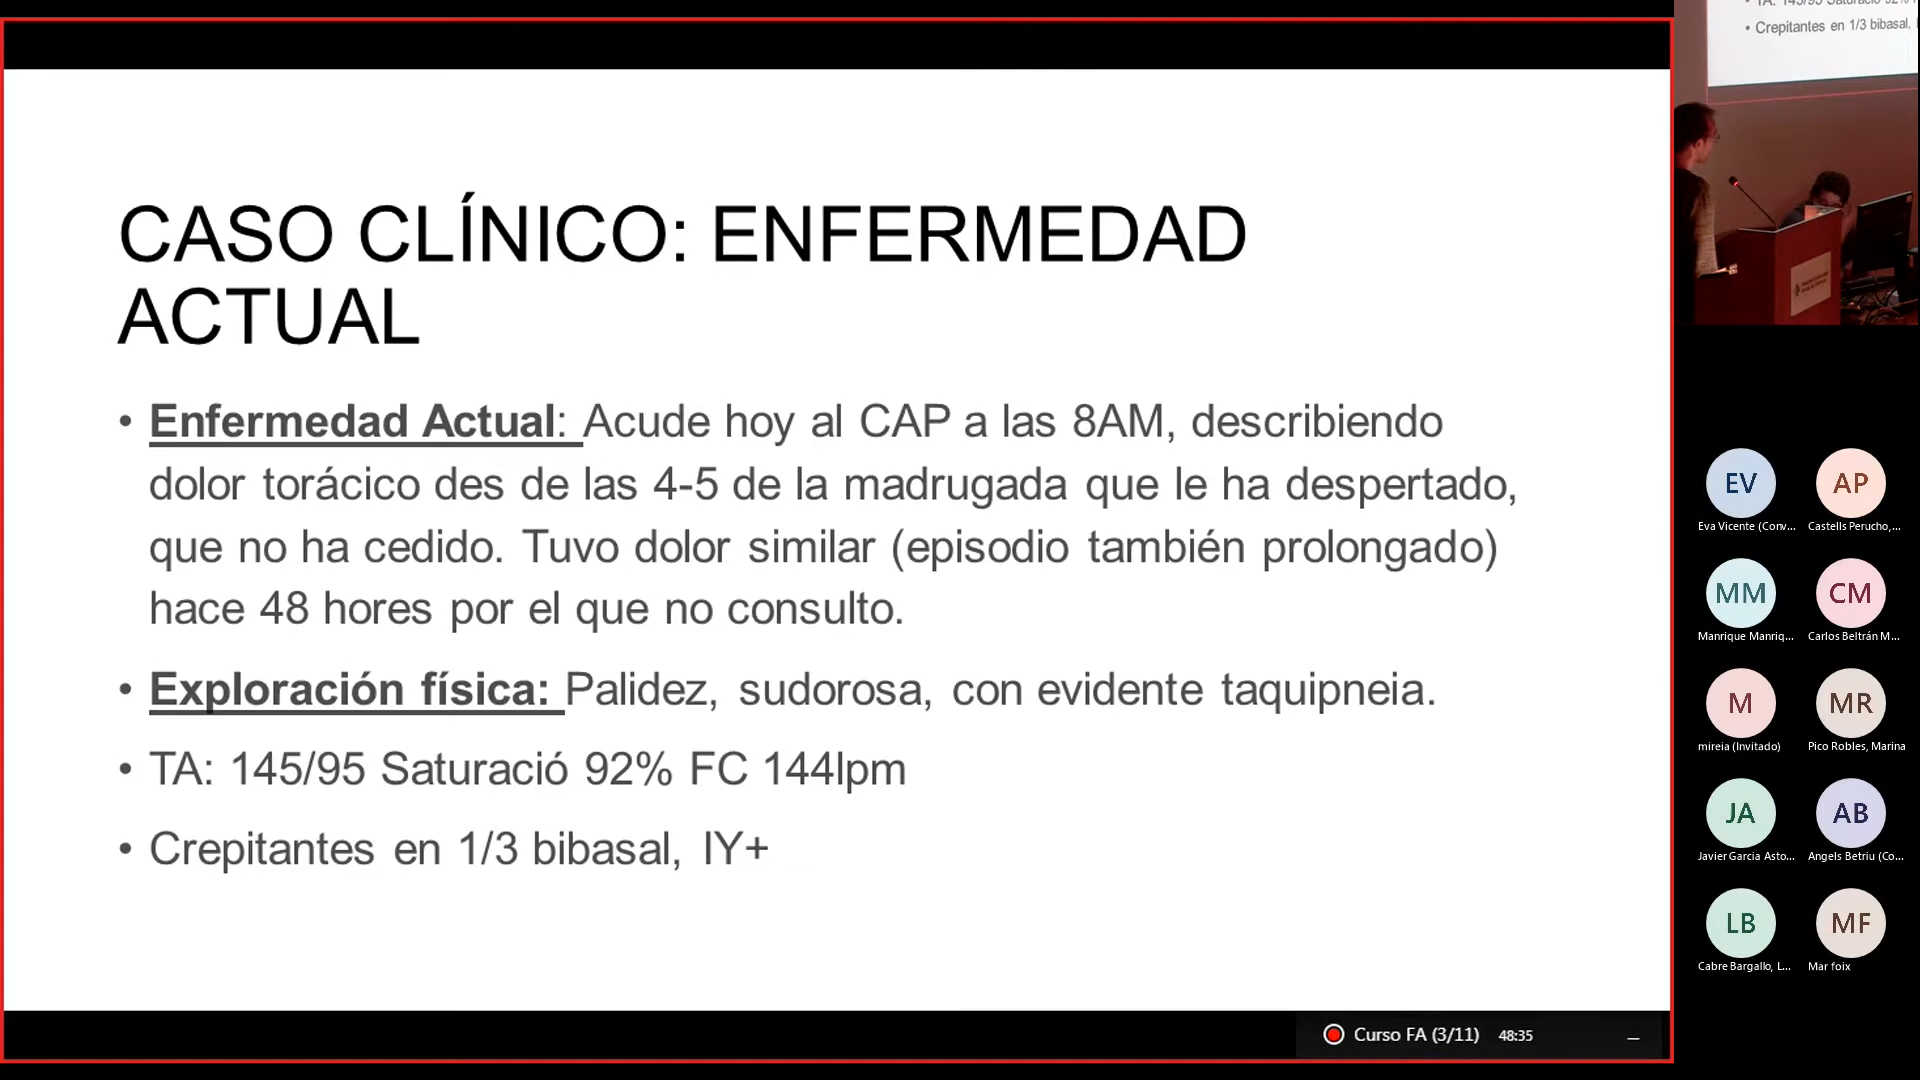 CASO CLÍNICO: ENFERMEDAD
ACTUAL
• Enfermedad Actual: Acude hoy al CAP a las 8AM, describiendo
dolor torácico des de las 4-5 de la madrugada que le ha despertado,
que no ha cedido. Tuvo dolor similar (episodio también prolongado)
hace 48 hores por el que no consulto.
• Exploración física: Palidez, sudorosa, con evidente taquipneia.
• TA: 145/95 Saturació 92% FC 144lpm
• Crepitantes en 1/3 bibasal, IY+
Curso FA (3/11) 48:35
• TA: 145/95 Saturació 92%
• Crepitantes en 1/3 bibasal,
EV
Eva Vicente (Conv...
AP
Castells Perucho,...
MM
Manrique Manriq...
CM
Carlos Beltrán M...
M
mireia (Invitado)
MR
Pico Robles, Marina
JA
Javier Garcia Asto...
AB
Angels Betriu (Co...
LB
Cabre Bargallo, L...
MF
Mar foix